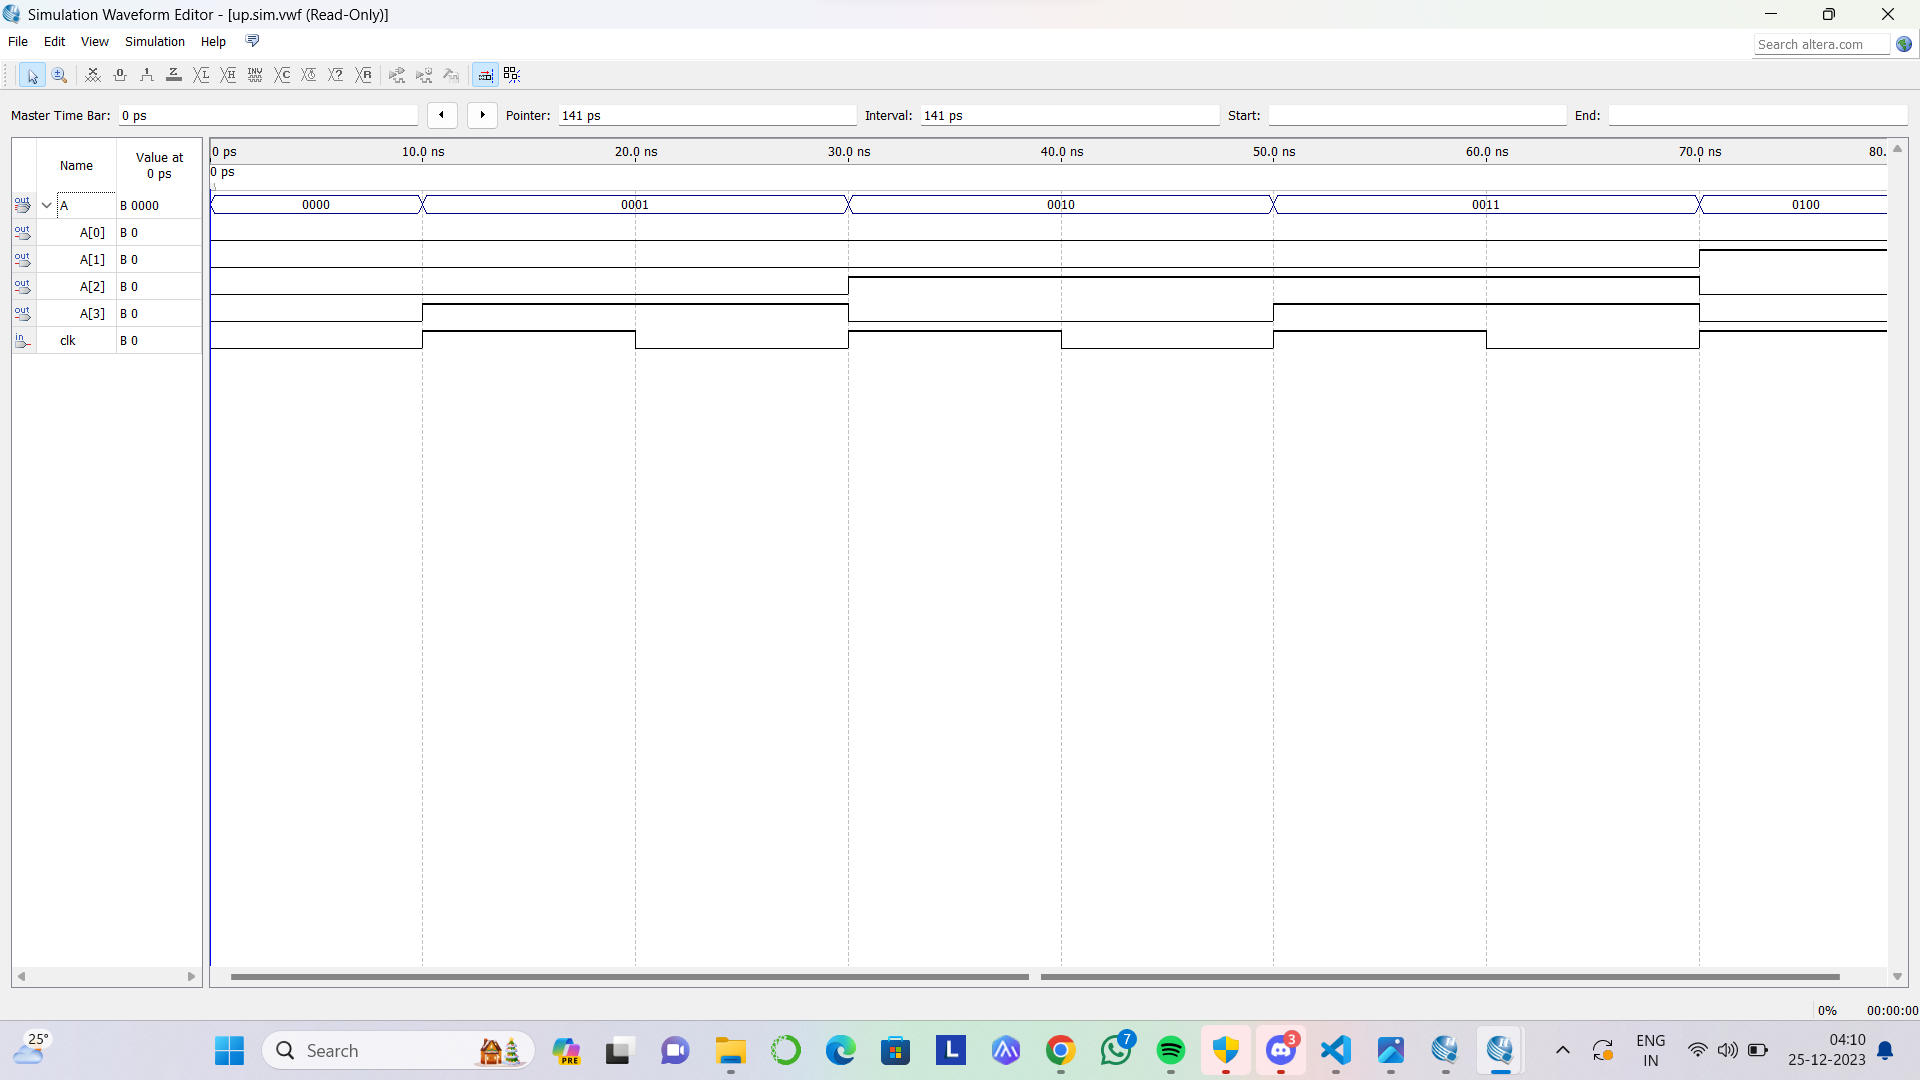 Simulation Waveform Editor - [up.sim.vwf (Read-Only)]
File Edit View Simulation Help
Search altera.com
Master Time Bar: 0 ps Pointer: 141 ps Interval: 141 ps Start: End:
Name Value at 0 ps
0 ps 10.0 ns 20.0 ns 30.0 ns 40.0 ns 50.0 ns 60.0 ns 70.0 ns 80.
0 ps
out A B 0000 0000 0001 0010 0011 0100
out A[0] B 0
out A[1] B 0
out A[2] B 0
out A[3] B 0
in clk B 0
0% 00:00:00
25°
Search
PRE
L
7
3
ENG
IN
04:10
25-12-2023